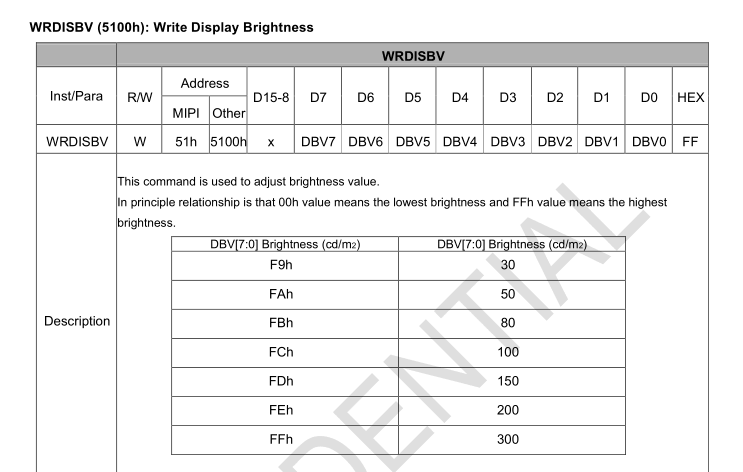 WRDISBV (5100h): Write Display Brightness
WRDISBV
Inst/Para R/W Address D15-8 D7 D6 D5 D4 D3 D2 D1 D0 HEX
MIPI Other
WRDISBV W 51h 5100h x DBV7 DBV6 DBV5 DBV4 DBV3 DBV2 DBV1 DBV0 FF
Description
This command is used to adjust brightness value.
In principle relationship is that 00h value means the lowest brightness and FFh value means the highest
brightness.
DBV[7:0] Brightness (cd/m2) DBV[7:0] Brightness (cd/m2)
F9h 30
FAh 50
FBh 80
FCh 100
FDh 150
FEh 200
FFh 300
DENTIAL